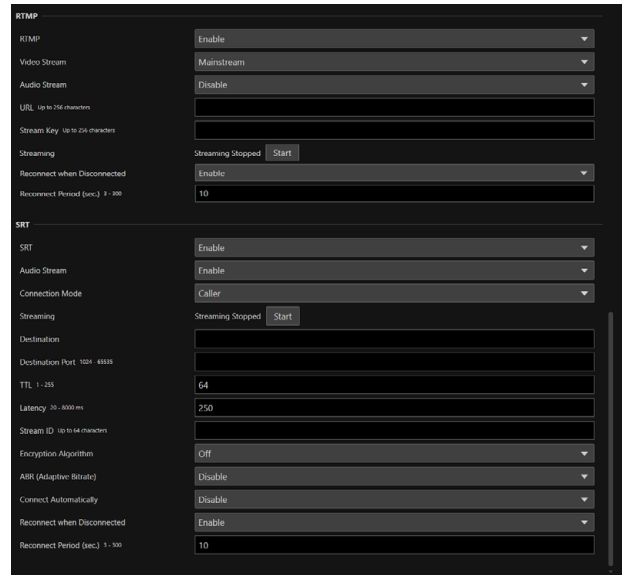 RTMP
RTMP Enable
Video Stream Mainstream
Audio Stream Disable
URL Up to 256 characters
Stream Key Up to 256 characters
Streaming Streaming Stopped Start
Reconnect when Disconnected Enable
Reconnect Period (sec.) 3 - 300 10
SRT
SRT Enable
Audio Stream Enable
Connection Mode Caller
Streaming Streaming Stopped Start
Destination
Destination Port 1024 - 65535
TTL 1 - 255 64
Latency 20 - 8000 ms 250
Stream ID Up to 64 characters
Encryption Algorithm Off
ABR (Adaptive Bitrate) Disable
Connect Automatically Disable
Reconnect when Disconnected Enable
Reconnect Period (sec.) 3 - 300 10